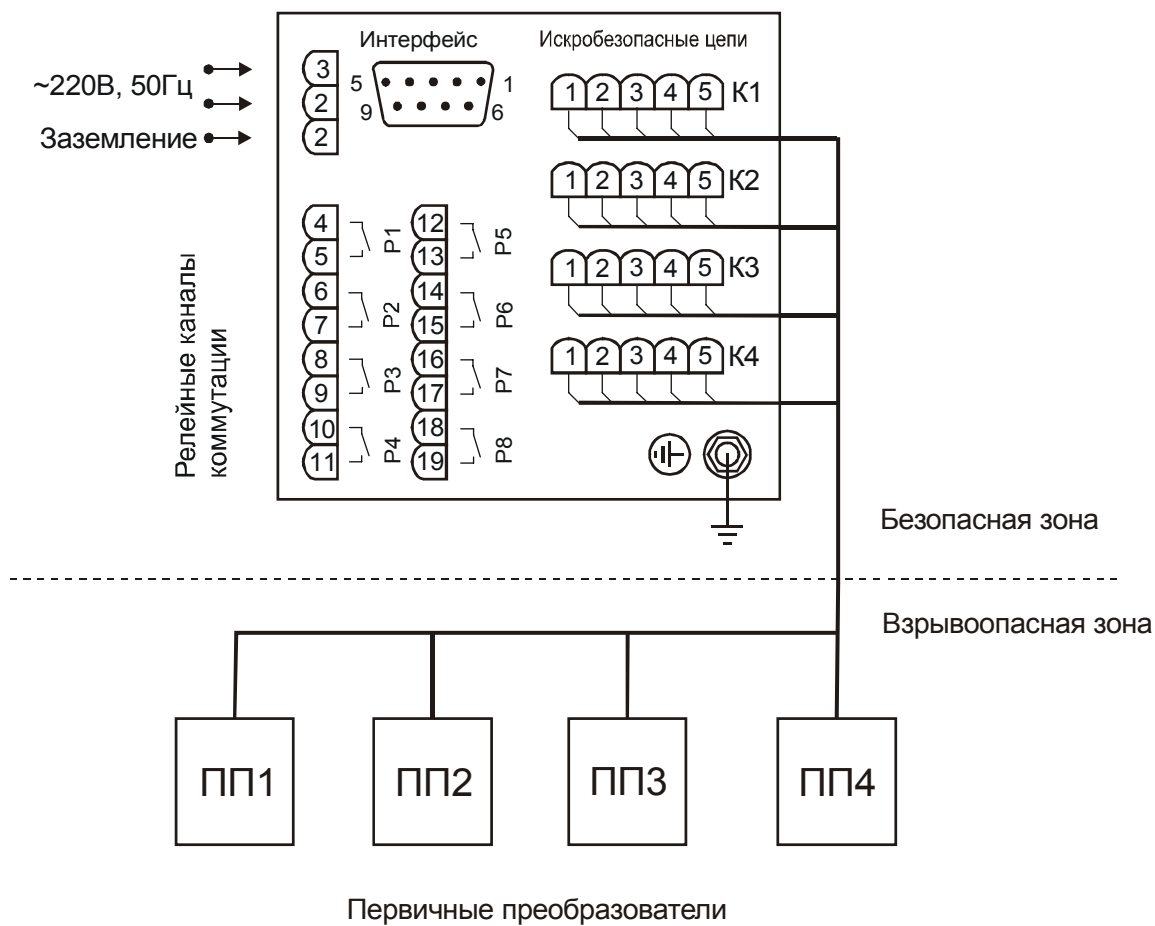 Интерфейс
Искробезопасные цепи
~220В, 50Гц
Заземление
3
2
2
5
1
9
6
1 2 3 4 5 К1
1 2 3 4 5 К2
1 2 3 4 5 К3
1 2 3 4 5 К4
Релейные каналы
коммутации
4
5
Р1
6
7
Р2
8
9
Р3
10
11
Р4
12
13
Р5
14
15
Р6
16
17
Р7
18
19
Р8
Безопасная зона
Взрывоопасная зона
ПП1
ПП2
ПП3
ПП4
Первичные преобразователи